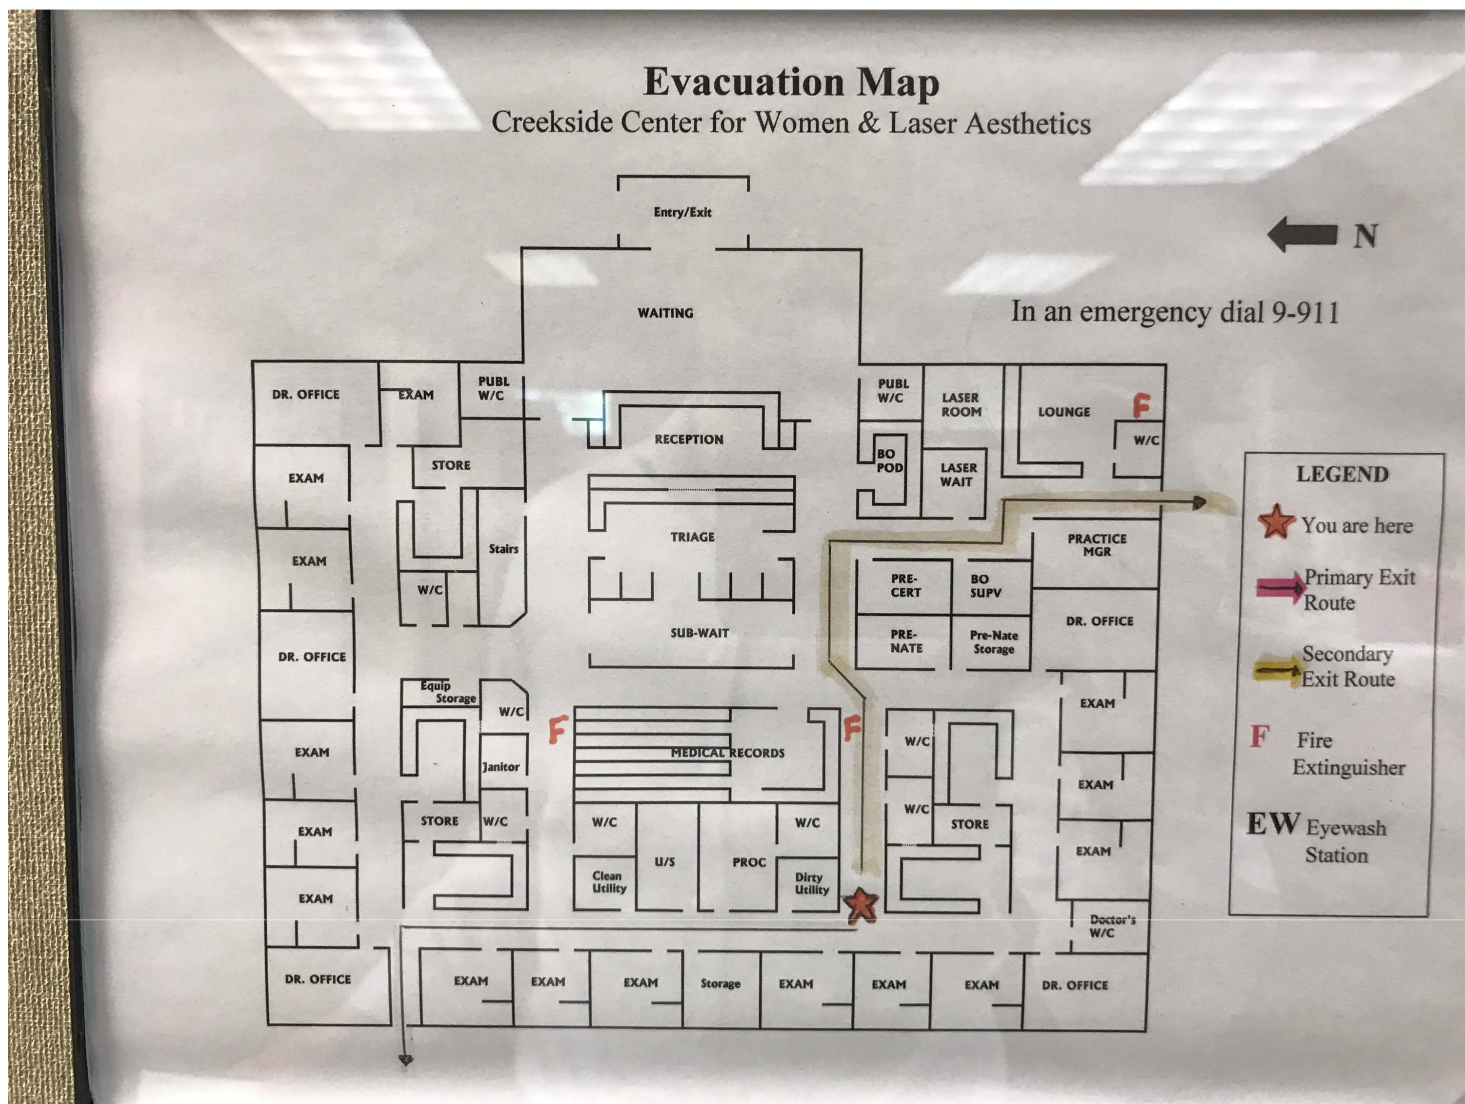 Evacuation Map
Creekside Center for Women & Laser Aesthetics
Entry/Exit
N
In an emergency dial 9-911
WAITING
DR. OFFICE
EXAM
PUBL
W/C
PUBL
W/C
LASER
ROOM
LOUNGE
F
W/C
RECEPTION
BO
POD
LASER
WAIT
STORE
EXAM
Stairs
TRIAGE
PRACTICE
MGR
EXAM
W/C
PRE-
CERT
BO
SUPV
DR. OFFICE
SUB-WAIT
PRE-
NATE
Pre-Nate
Storage
DR. OFFICE
Equip
Storage
W/C
F
F
MEDICAL RECORDS
W/C
EXAM
EXAM
Janitor
EXAM
STORE
W/C
W/C
W/C
W/C
STORE
EXAM
EXAM
U/S
PROC
Clean
Utility
Dirty
Utility
EXAM
Doctor's
W/C
DR. OFFICE
EXAM
EXAM
EXAM
Storage
EXAM
EXAM
EXAM
DR. OFFICE
LEGEND
You are here
Primary Exit
Route
Secondary
Exit Route
F Fire
Extinguisher
EW Eyewash
Station